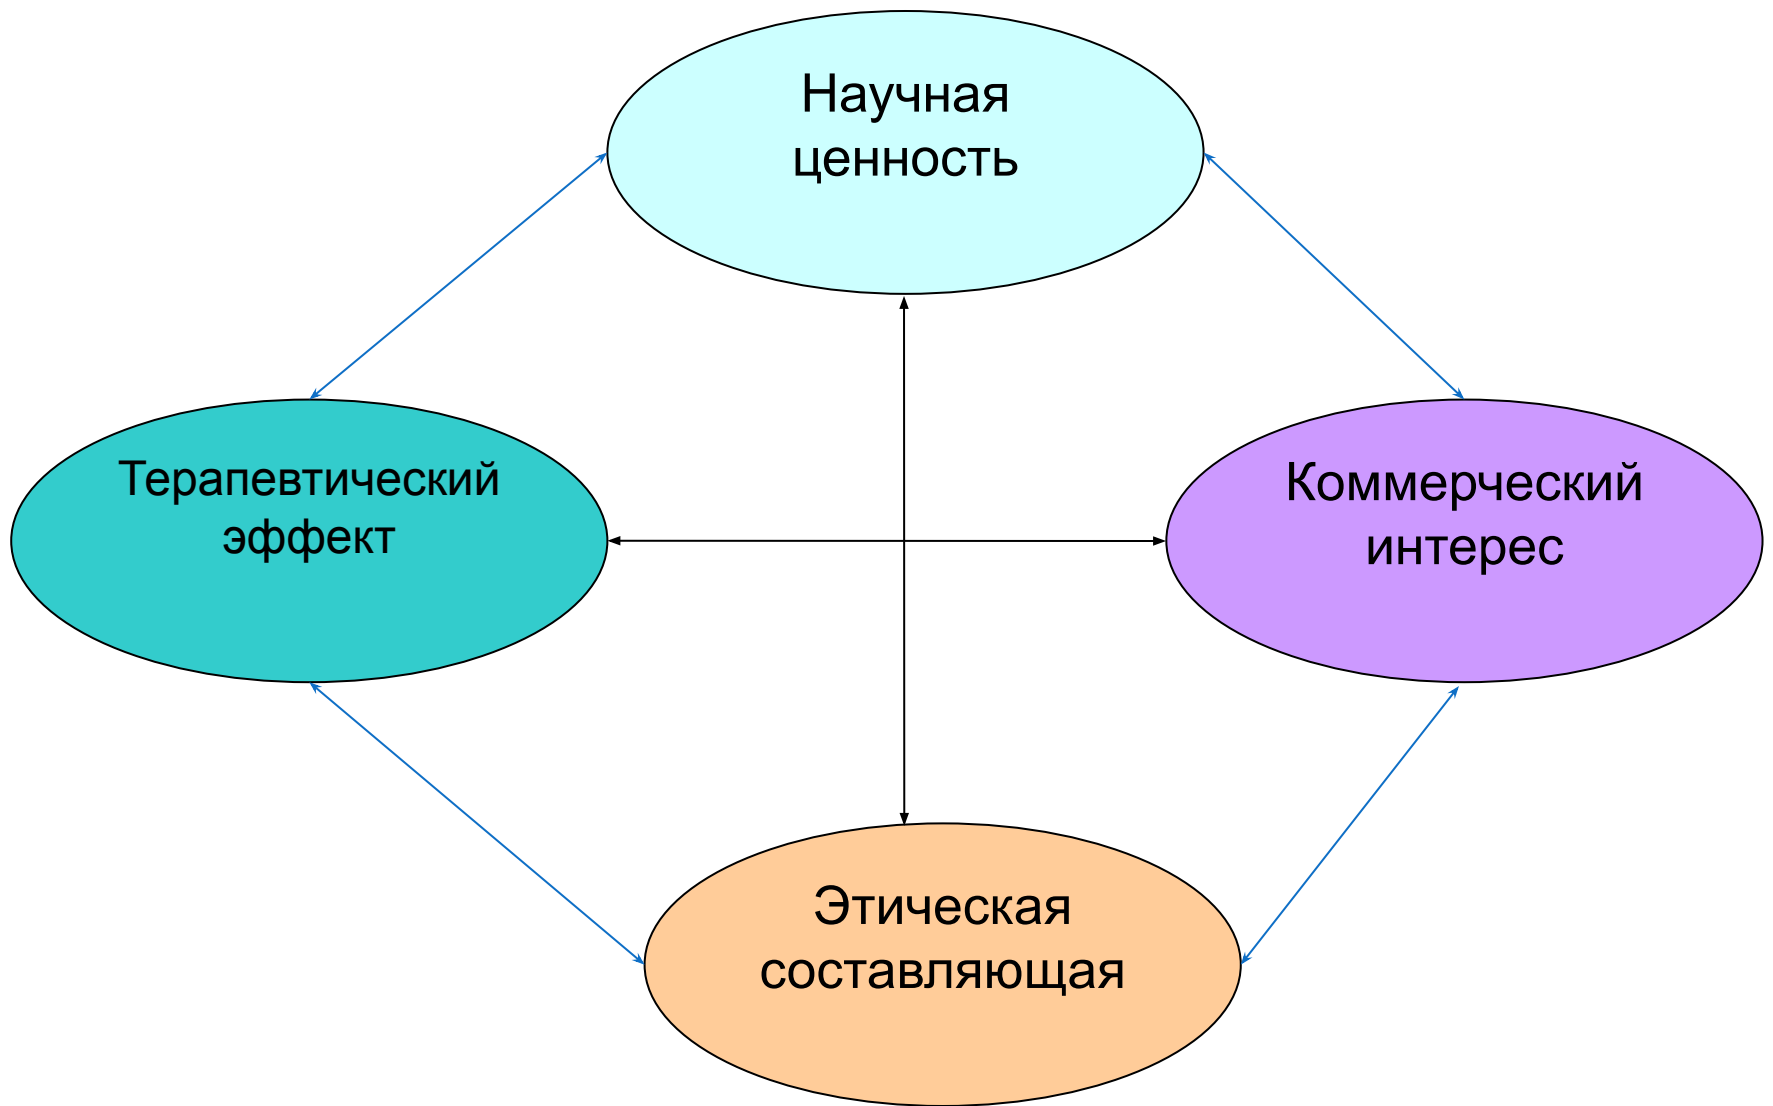 Научная
ценность
Терапевтический
эффект
Коммерческий
интерес
Этическая
составляющая